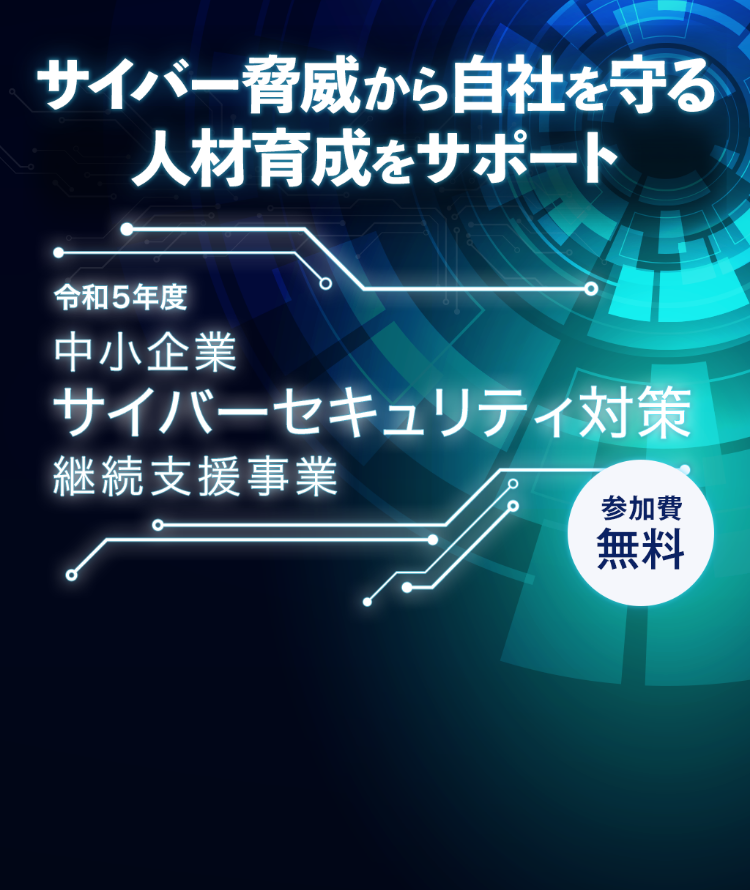 サイバー脅威から自社を守る
人材育成をサポート
令和5年度
中小企業
サイバーセキュリティ対策
継続支援事業
参加費
無料